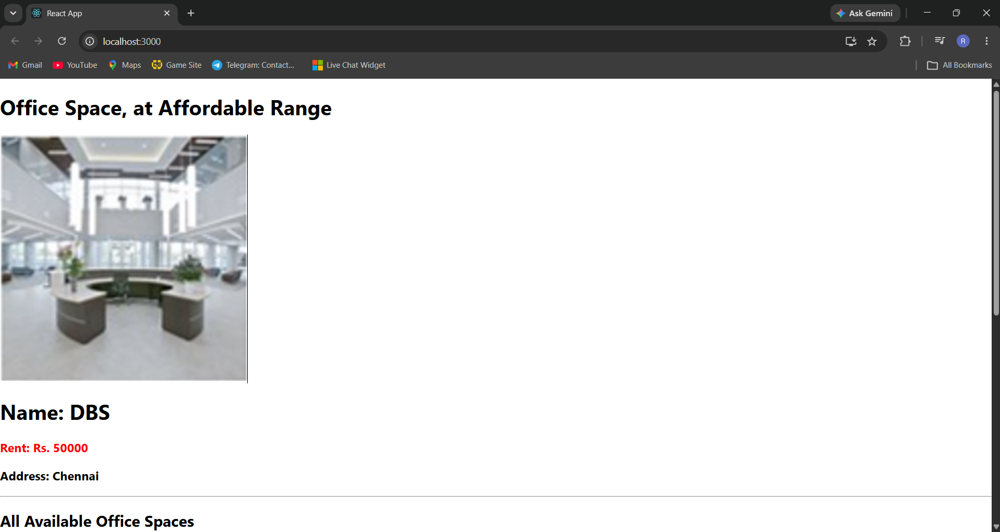 React App
Ask Gemini
localhost:3000
R
Gmail
YouTube
Maps
Game Site
Telegram: Contact...
Live Chat Widget
All Bookmarks
Office Space, at Affordable Range
Name: DBS
Rent: Rs. 50000
Address: Chennai
All Available Office Spaces